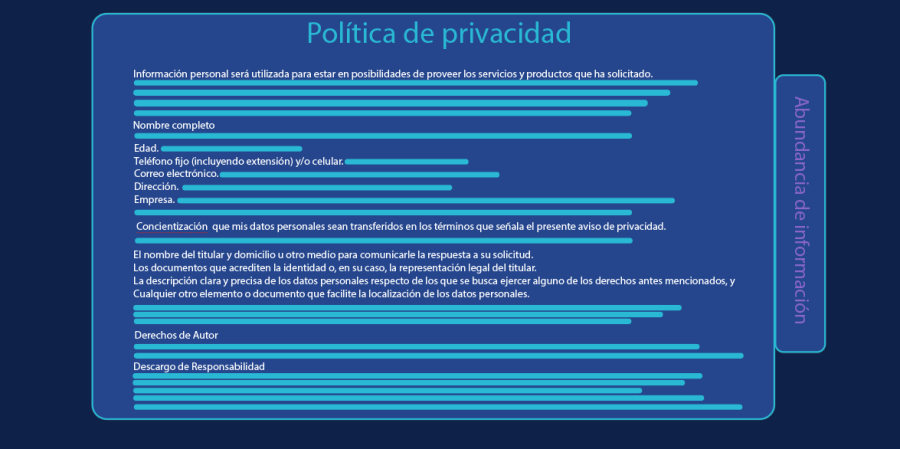 Política de privacidad
Información personal será utilizada para estar en posibilidades de proveer los servicios y productos que ha solicitado.
Nombre completo
Edad.
Teléfono fijo (incluyendo extensión) y/o celular.
Correo electrónico.
Dirección.
Empresa.
Concientización que mis datos personales sean transferidos en los términos que señala el presente aviso de privacidad.
El nombre del titular y domicilio u otro medio para comunicarle la respuesta a su solicitud.
Los documentos que acrediten la identidad o, en su caso, la representación legal del titular.
La descripción clara y precisa de los datos personales respecto de los que se busca ejercer alguno de los derechos antes mencionados, y
Cualquier otro elemento o documento que facilite la localización de los datos personales.
Derechos de Autor
Descargo de Responsabilidad
Abundancia de información